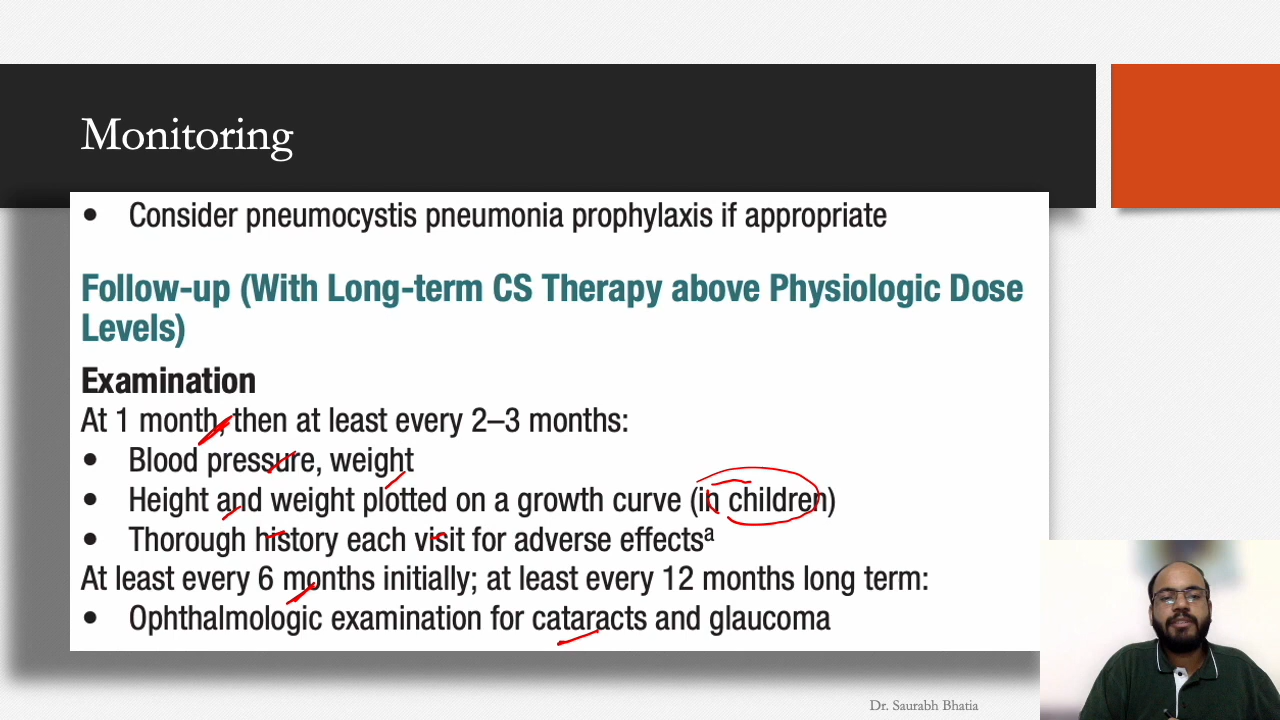 Monitoring
• Consider pneumocystis pneumonia prophylaxis if appropriate
Follow-up (With Long-term CS Therapy above Physiologic Dose
Levels)
Examination
At 1 month, then at least every 2–3 months:
• Blood pressure, weight
• Height and weight plotted on a growth curve (in children)
• Thorough history each visit for adverse effectsᵃ
At least every 6 months initially; at least every 12 months long term:
• Ophthalmologic examination for cataracts and glaucoma
Dr. Saurabh Bhatia